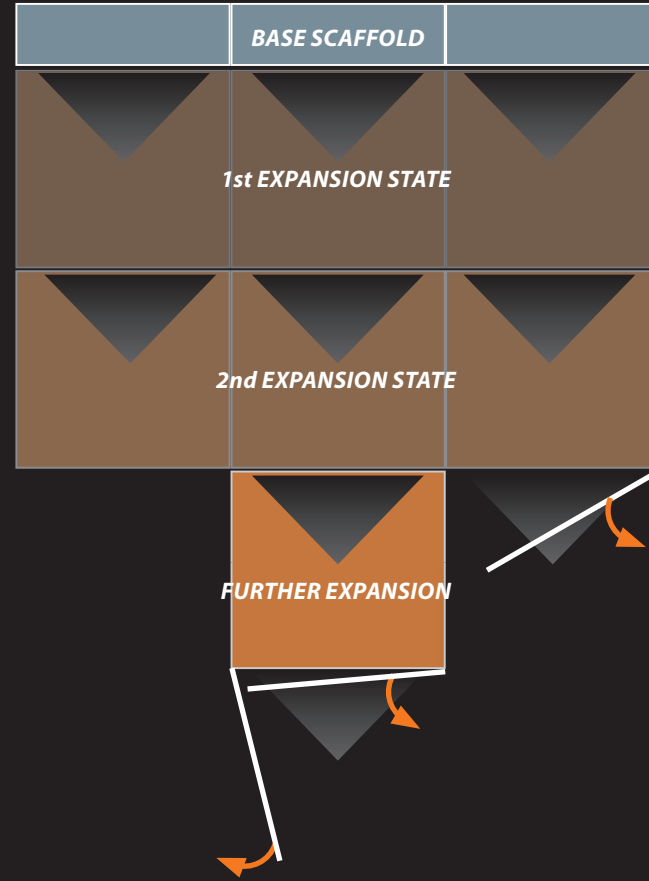 BASE SCAFFOLD
1st EXPANSION STATE
2nd EXPANSION STATE
FURTHER EXPANSION